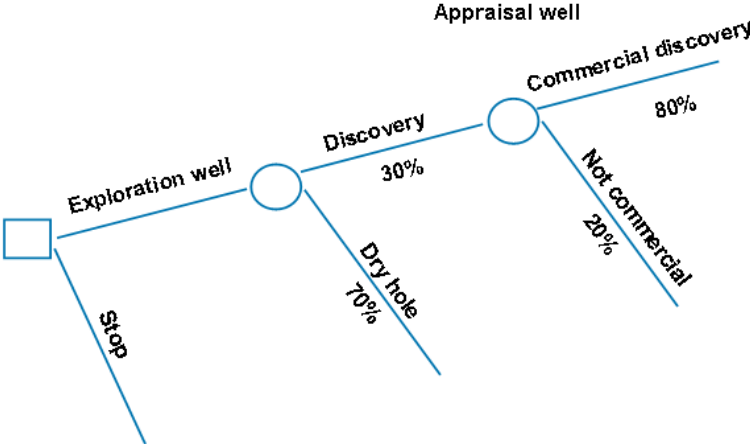 Appraisal well
Commercial discovery
80%
Discovery
30%
Not commercial
20%
Exploration well
Dry hole
70%
Stop